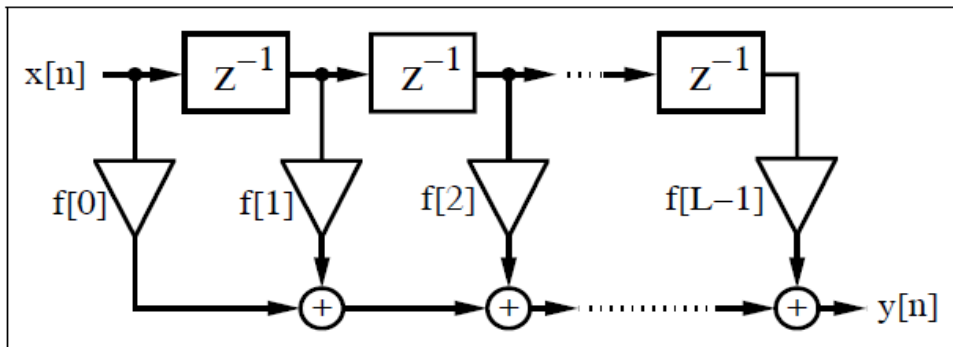 x[n] z⁻¹ z⁻¹ z⁻¹
f[0] f[1] f[2] f[L−1]
+ + + y[n]